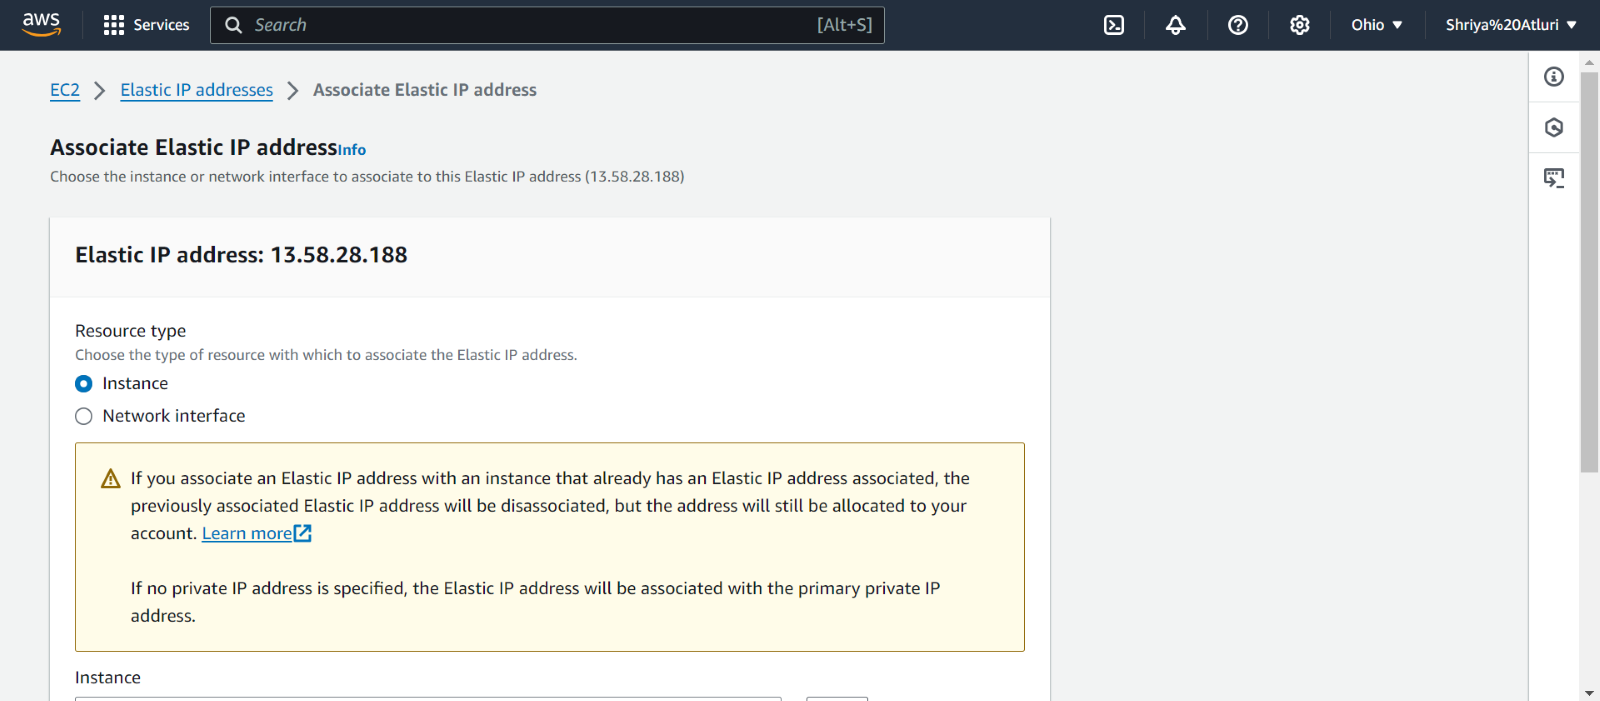 aws
Services
Search [Alt+S]
Ohio
Shriya%20Atluri
EC2 Elastic IP addresses Associate Elastic IP address
Associate Elastic IP address Info
Choose the instance or network interface to associate to this Elastic IP address (13.58.28.188)
Elastic IP address: 13.58.28.188
Resource type
Choose the type of resource with which to associate the Elastic IP address.
Instance
Network interface
If you associate an Elastic IP address with an instance that already has an Elastic IP address associated, the
previously associated Elastic IP address will be disassociated, but the address will still be allocated to your
account. Learn more
If no private IP address is specified, the Elastic IP address will be associated with the primary private IP
address.
Instance